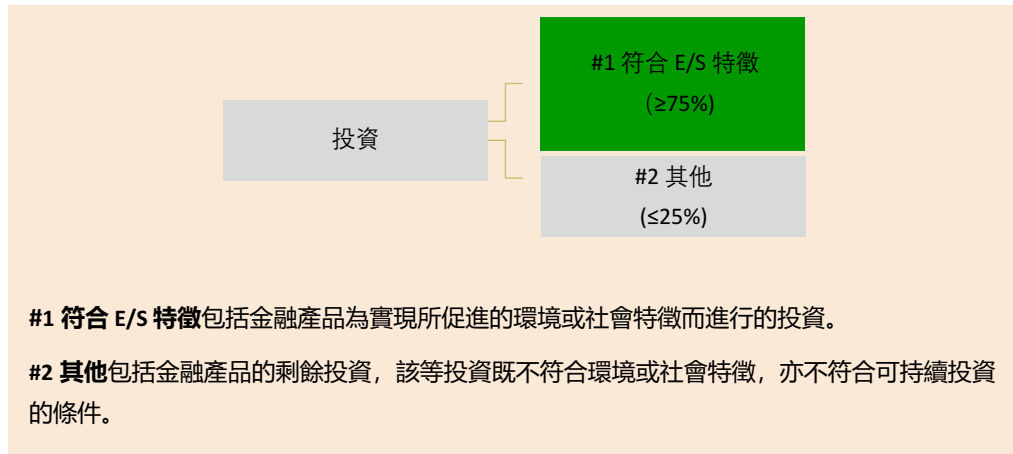 #1 符合 E/S 特徵
(≥75%)
投資
#2 其他
(≤25%)
#1 符合 E/S 特徵包括金融產品為實現所促進的環境或社會特徵而進行的投資。
#2 其他包括金融產品的剩餘投資，該等投資既不符合環境或社會特徵，亦不符合可持續投資
的條件。